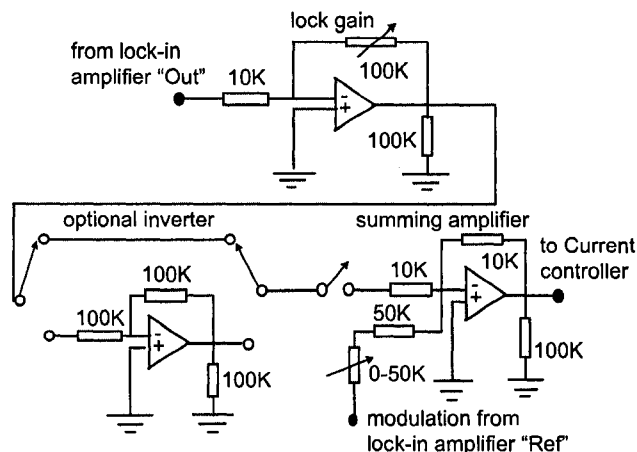 lock gain
from lock-in
amplifier "Out"
10K
100K
-
+
100K
optional inverter
summing amplifier
100K
10K
to Current
controller
10K
100K
-
+
50K
-
+
100K
0-50K
100K
modulation from
lock-in amplifier "Ref"